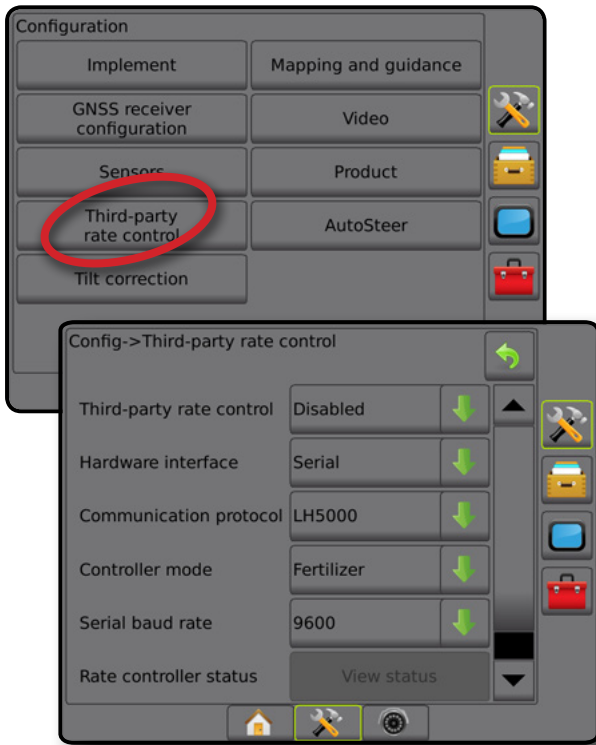 Configuration
Implement
Mapping and guidance
GNSS receiver
configuration
Video
Sensors
Product
Third-party
rate control
AutoSteer
Tilt correction
Config->Third-party rate control
Third-party rate control
Disabled
Hardware interface
Serial
Communication protocol
LH5000
Controller mode
Fertilizer
Serial baud rate
9600
Rate controller status
View status